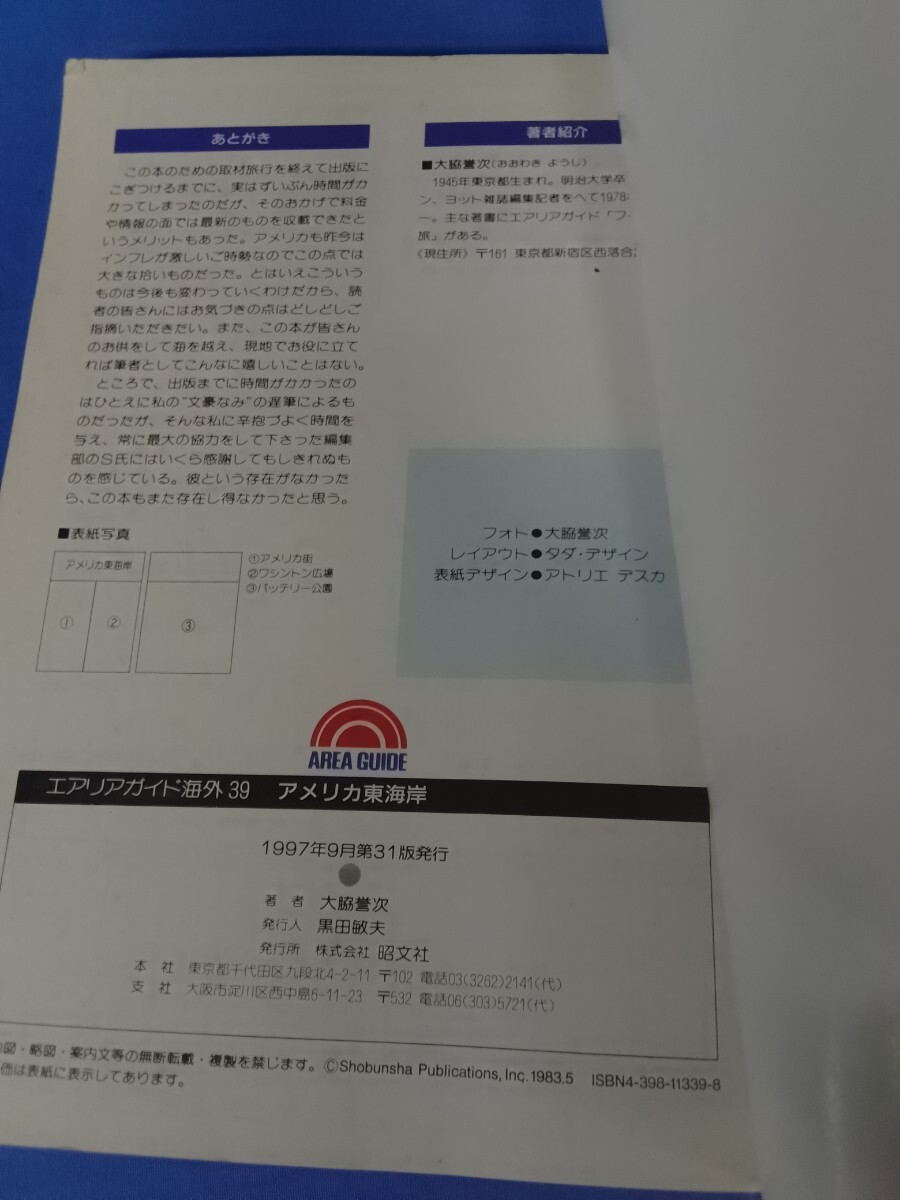 あとがき
この本のための取材旅行を終えて出版に
こぎつけるまでに、実はずいぶん時間がか
かってしまったのだが、そのおかげで料金
や情報の面では最新のものを収載できたと
いうメリットもあった。アメリカも昨今は
インフレが激しいご時勢なのでこの点では
大きな拾いものだった。とはいえこういう
ものは今後も変わっていくわけだから、読
者の皆さんにはお気づきの点はどしどしご
指摘いただきたい。また、この本が皆さん
のお供をして海を越え、現地でお役に立て
れば筆者としてこんなに嬉しいことはない。
ところで、出版までに時間がかかったの
はひとえに私の“文豪なみ”の遅筆によるも
のだったが、そんな私に辛抱づよく時間を
与え、常に最大の協力をして下さった編集
部のS氏にはいくら感謝してもしきれぬも
のを感じている。彼という存在がなかった
ら、この本もまた存在し得なかったと思う。
■表紙写真
アメリカ東海岸
①
②
③
①アメリカ街
②ワシントン広場
③バッテリー公園
著者紹介
■大脇誉次(おおわき ようじ)
1945年東京都生まれ。明治大学卒
ン、ヨット雑誌編集記者をへて1978
一。主な著書にエアリアガイド「フ
旅」がある。
〈現住所〉〒161 東京都新宿区西落合
フォト●大脇誉次
レイアウト●タダ・デザイン
表紙デザイン●アトリエ デスカ
AREA GUIDE
エアリアガイド海外 39 アメリカ東海岸
1997年9月第31版発行
著 者 大脇誉次
発行人 黒田敏夫
発行所 株式会社 昭文社
本 社 東京都千代田区九段北4-2-11 〒102 電話03(3262)2141(代)
支 社 大阪市淀川区西中島6-11-23 〒532 電話06(303)5721(代)
図・略図・案内文等の無断転載・複製を禁じます。©Shobunsha Publications, Inc. 1983.5 ISBN4-398-11339-8
価は表紙に表示してあります。